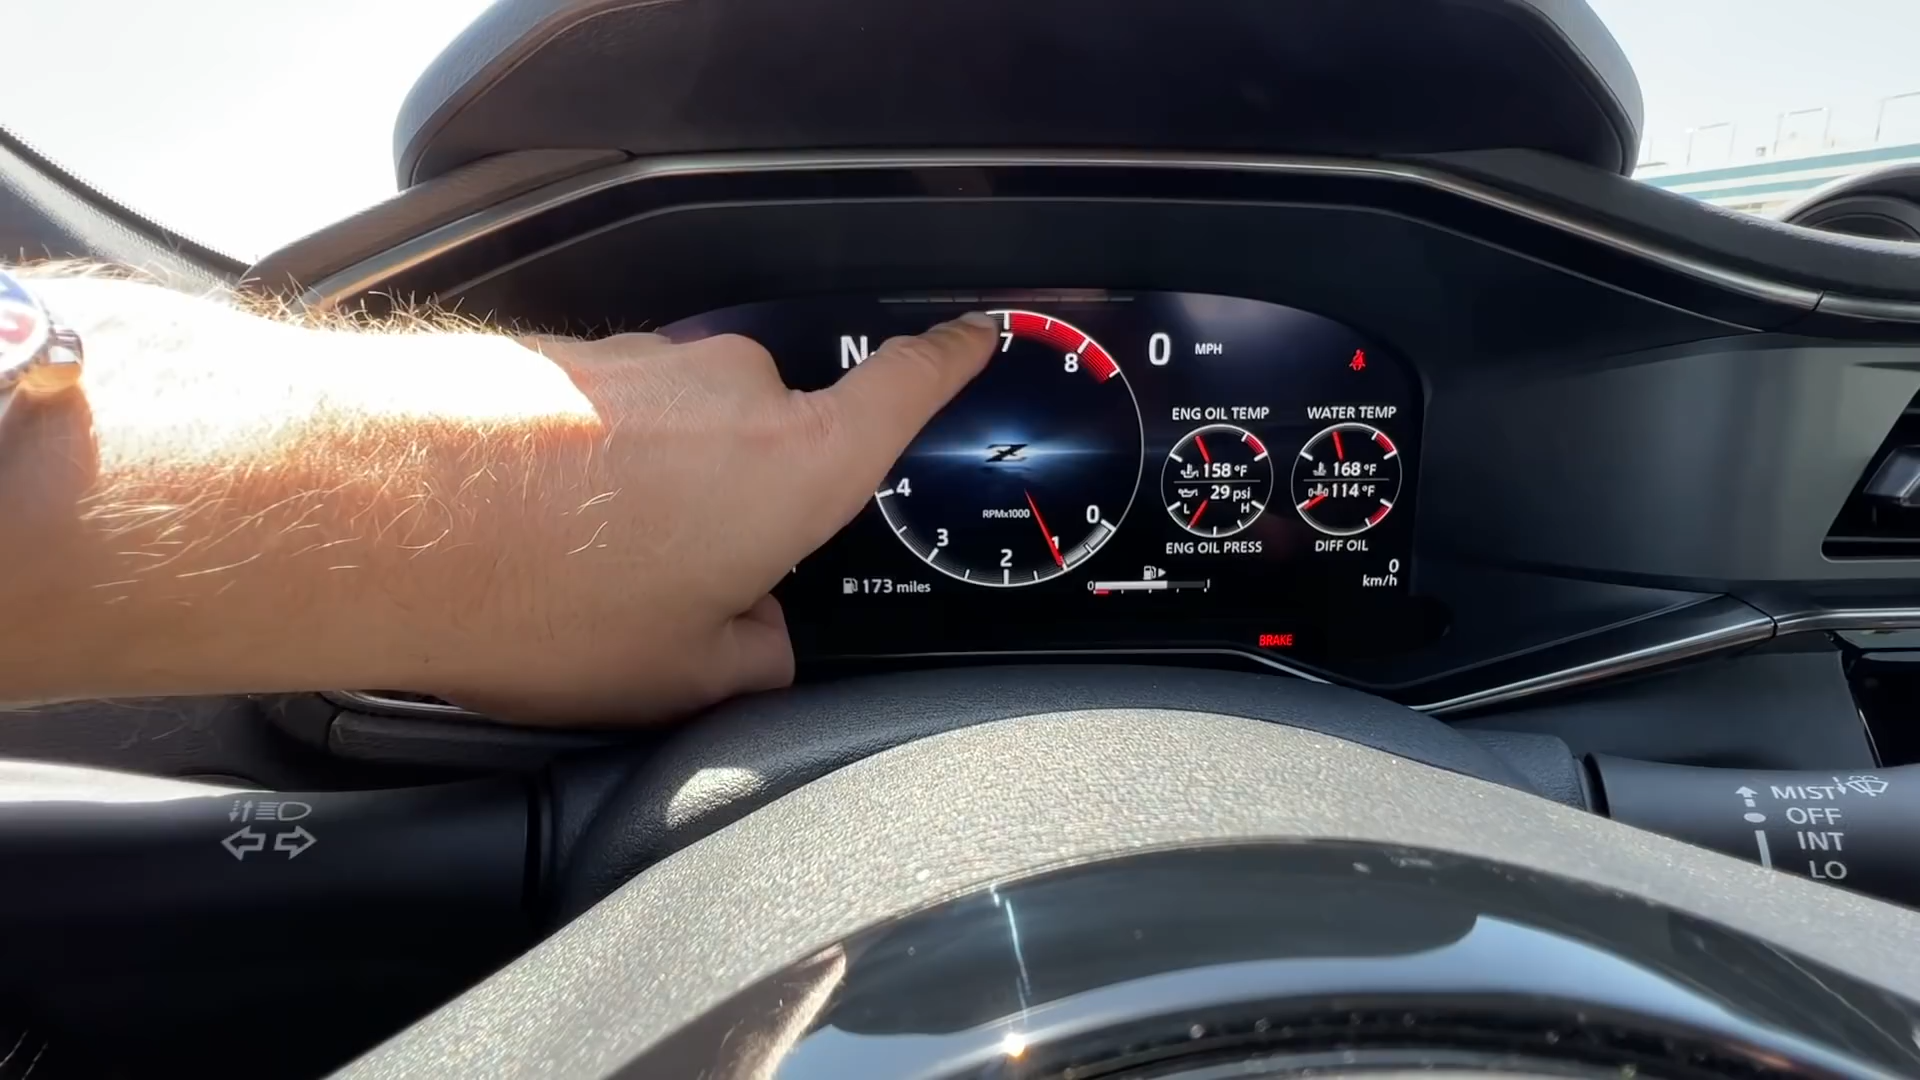 N
7
8
0 MPH
ENG OIL TEMP
WATER TEMP
158 °F
29 psi
L H
168 °F
114 °F
ENG OIL PRESS
DIFF OIL
4
3
2
1
0
RPMx1000
Z
173 miles
0 1
0
km/h
BRAKE
MIST
OFF
INT
LO